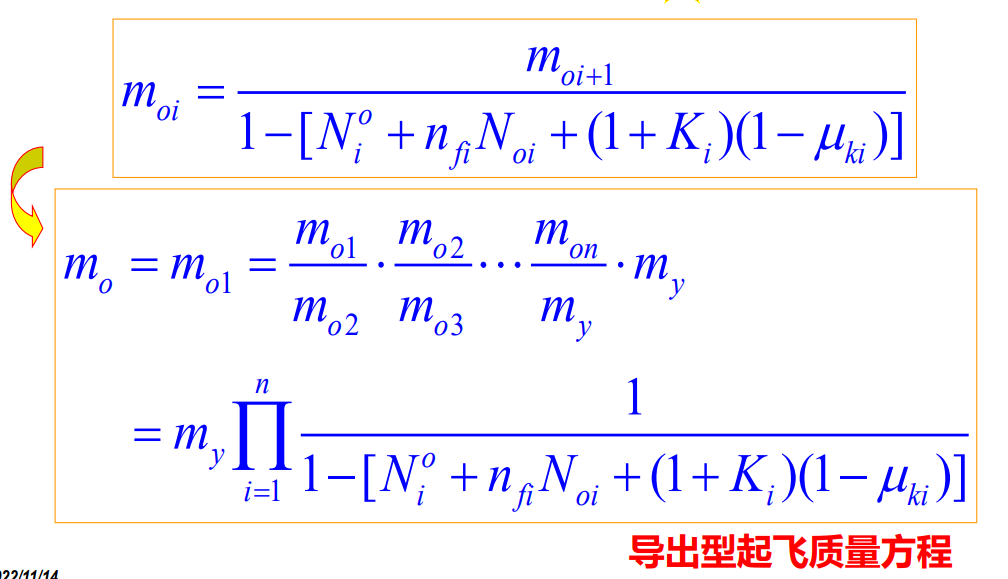 m_{oi} = \frac{m_{oi+1}}{1-[N_i^o + n_{fi}N_{oi} + (1+K_i)(1-\mu_{ki})]}
m_o = m_{o1} = \frac{m_{o1}}{m_{o2}} \cdot \frac{m_{o2}}{m_{o3}} \cdots \frac{m_{on}}{m_y} \cdot m_y
= m_y \prod_{i=1}^{n} \frac{1}{1-[N_i^o + n_{fi}N_{oi} + (1+K_i)(1-\mu_{ki})]}
导出型起飞质量方程
022/11/14